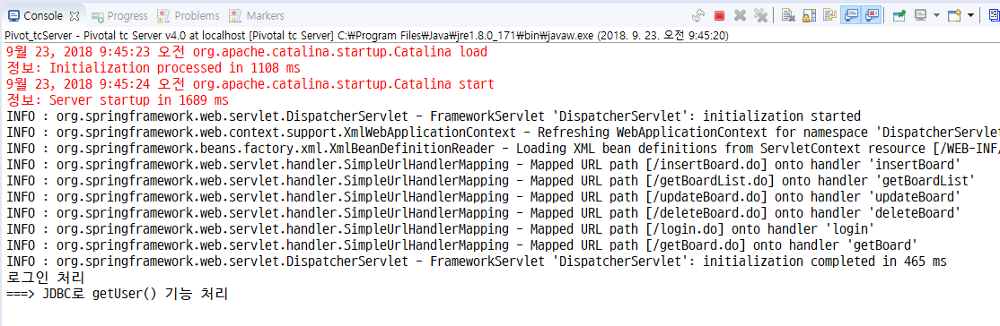 Console Progress Problems Markers
Pivot_tcServer - Pivotal tc Server v4.0 at localhost [Pivotal tc Server] C:₩Program Files₩Java₩jre1.8.0_171₩bin₩javaw.exe (2018. 9. 23. 오전 9:45:20)
9월 23, 2018 9:45:23 오전 org.apache.catalina.startup.Catalina load
정보: Initialization processed in 1108 ms
9월 23, 2018 9:45:24 오전 org.apache.catalina.startup.Catalina start
정보: Server startup in 1689 ms
INFO : org.springframework.web.servlet.DispatcherServlet - FrameworkServlet 'DispatcherServlet': initialization started
INFO : org.springframework.web.context.support.XmlWebApplicationContext - Refreshing WebApplicationContext for namespace 'DispatcherServlet
INFO : org.springframework.beans.factory.xml.XmlBeanDefinitionReader - Loading XML bean definitions from ServletContext resource [/WEB-INF/
INFO : org.springframework.web.servlet.handler.SimpleUrlHandlerMapping - Mapped URL path [/insertBoard.do] onto handler 'insertBoard'
INFO : org.springframework.web.servlet.handler.SimpleUrlHandlerMapping - Mapped URL path [/getBoardList.do] onto handler 'getBoardList'
INFO : org.springframework.web.servlet.handler.SimpleUrlHandlerMapping - Mapped URL path [/updateBoard.do] onto handler 'updateBoard'
INFO : org.springframework.web.servlet.handler.SimpleUrlHandlerMapping - Mapped URL path [/deleteBoard.do] onto handler 'deleteBoard'
INFO : org.springframework.web.servlet.handler.SimpleUrlHandlerMapping - Mapped URL path [/login.do] onto handler 'login'
INFO : org.springframework.web.servlet.handler.SimpleUrlHandlerMapping - Mapped URL path [/getBoard.do] onto handler 'getBoard'
INFO : org.springframework.web.servlet.DispatcherServlet - FrameworkServlet 'DispatcherServlet': initialization completed in 465 ms
로그인 처리
===> JDBC로 getUser() 기능 처리